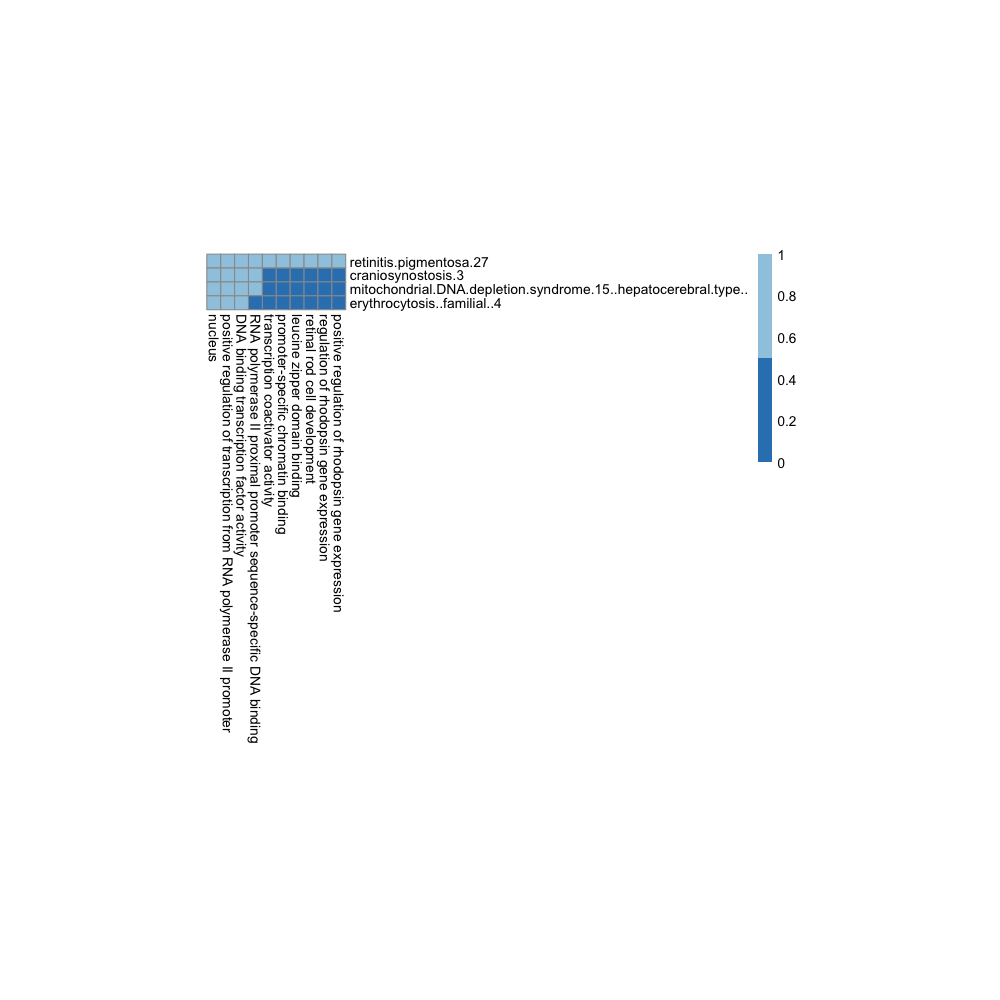 retinitis.pigmentosa.27
craniosynostosis.3
mitochondrial.DNA.depletion.syndrome.15..hepatocerebral.type..
erythrocytosis..familial..4
1
0.8
0.6
0.4
0.2
0
nucleus
positive regulation of transcription from RNA polymerase II promoter
DNA binding transcription factor activity
RNA polymerase II proximal promoter sequence-specific DNA binding
transcription coactivator activity
promoter-specific chromatin binding
leucine zipper domain binding
retinal rod cell development
regulation of rhodopsin gene expression
positive regulation of rhodopsin gene expression